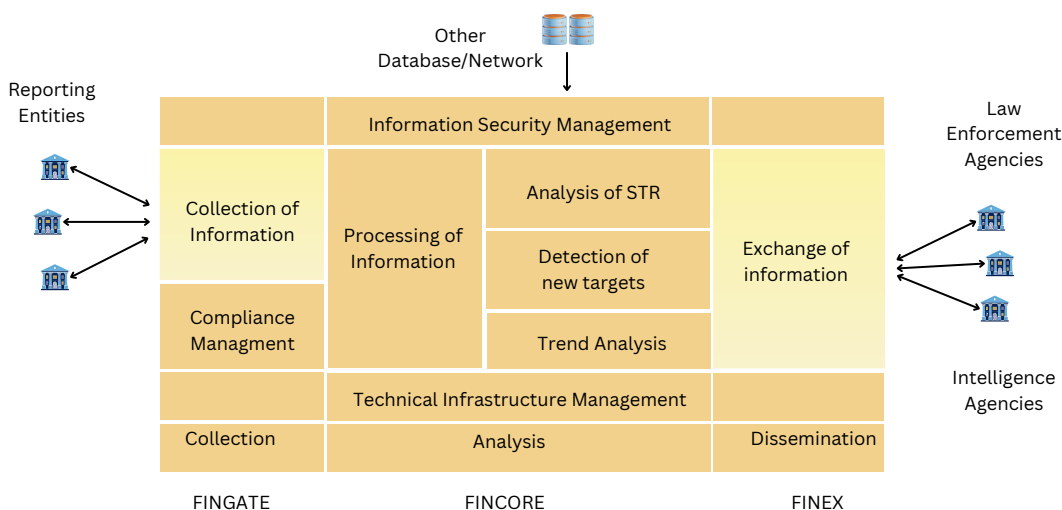 Other
Database/Network
Reporting
Entities
Law
Enforcement
Agencies
Information Security Management
Collection of
Information
Processing of
Information
Analysis of STR
Detection of
new targets
Exchange of
information
Compliance
Managment
Trend Analysis
Intelligence
Agencies
Technical Infrastructure Management
Collection
Analysis
Dissemination
FINGATE
FINCORE
FINEX